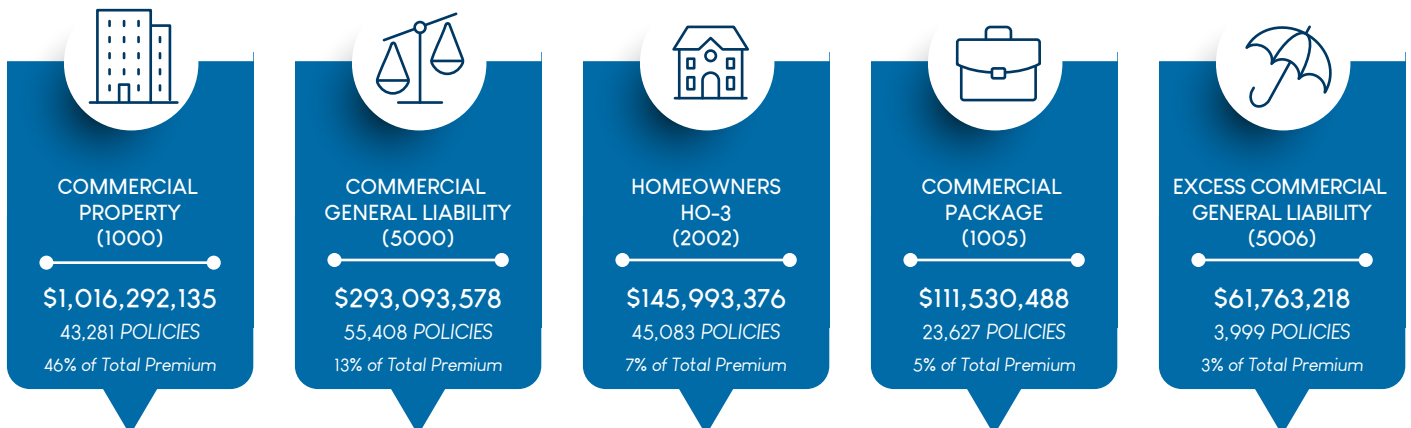 COMMERCIAL
PROPERTY
(1000)
$1,016,292,135
43,281 POLICIES
46% of Total Premium
COMMERCIAL
GENERAL LIABILITY
(5000)
$293,093,578
55,408 POLICIES
13% of Total Premium
HOMEOWNERS
HO-3
(2002)
$145,993,376
45,083 POLICIES
7% of Total Premium
COMMERCIAL
PACKAGE
(1005)
$111,530,488
23,627 POLICIES
5% of Total Premium
EXCESS COMMERCIAL
GENERAL LIABILITY
(5006)
$61,763,218
3,999 POLICIES
3% of Total Premium